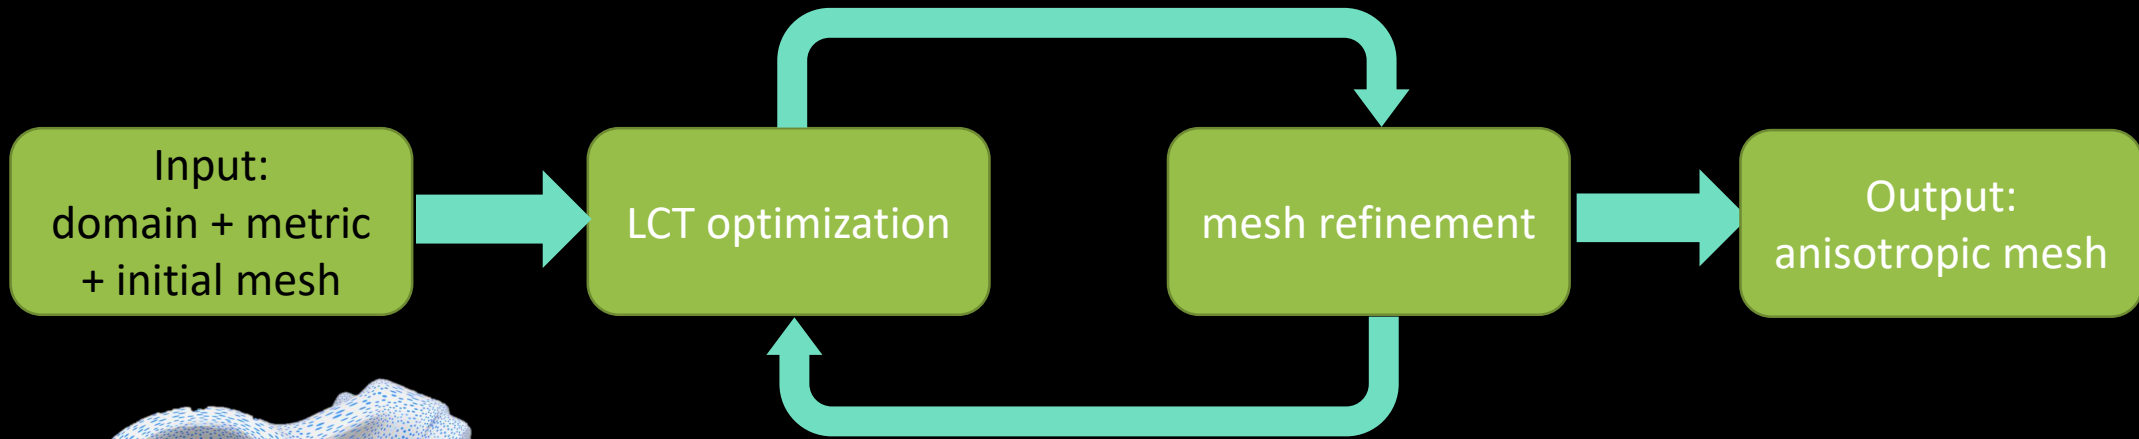 Input:
domain + metric
+ initial mesh
LCT optimization
mesh refinement
Output:
anisotropic mesh